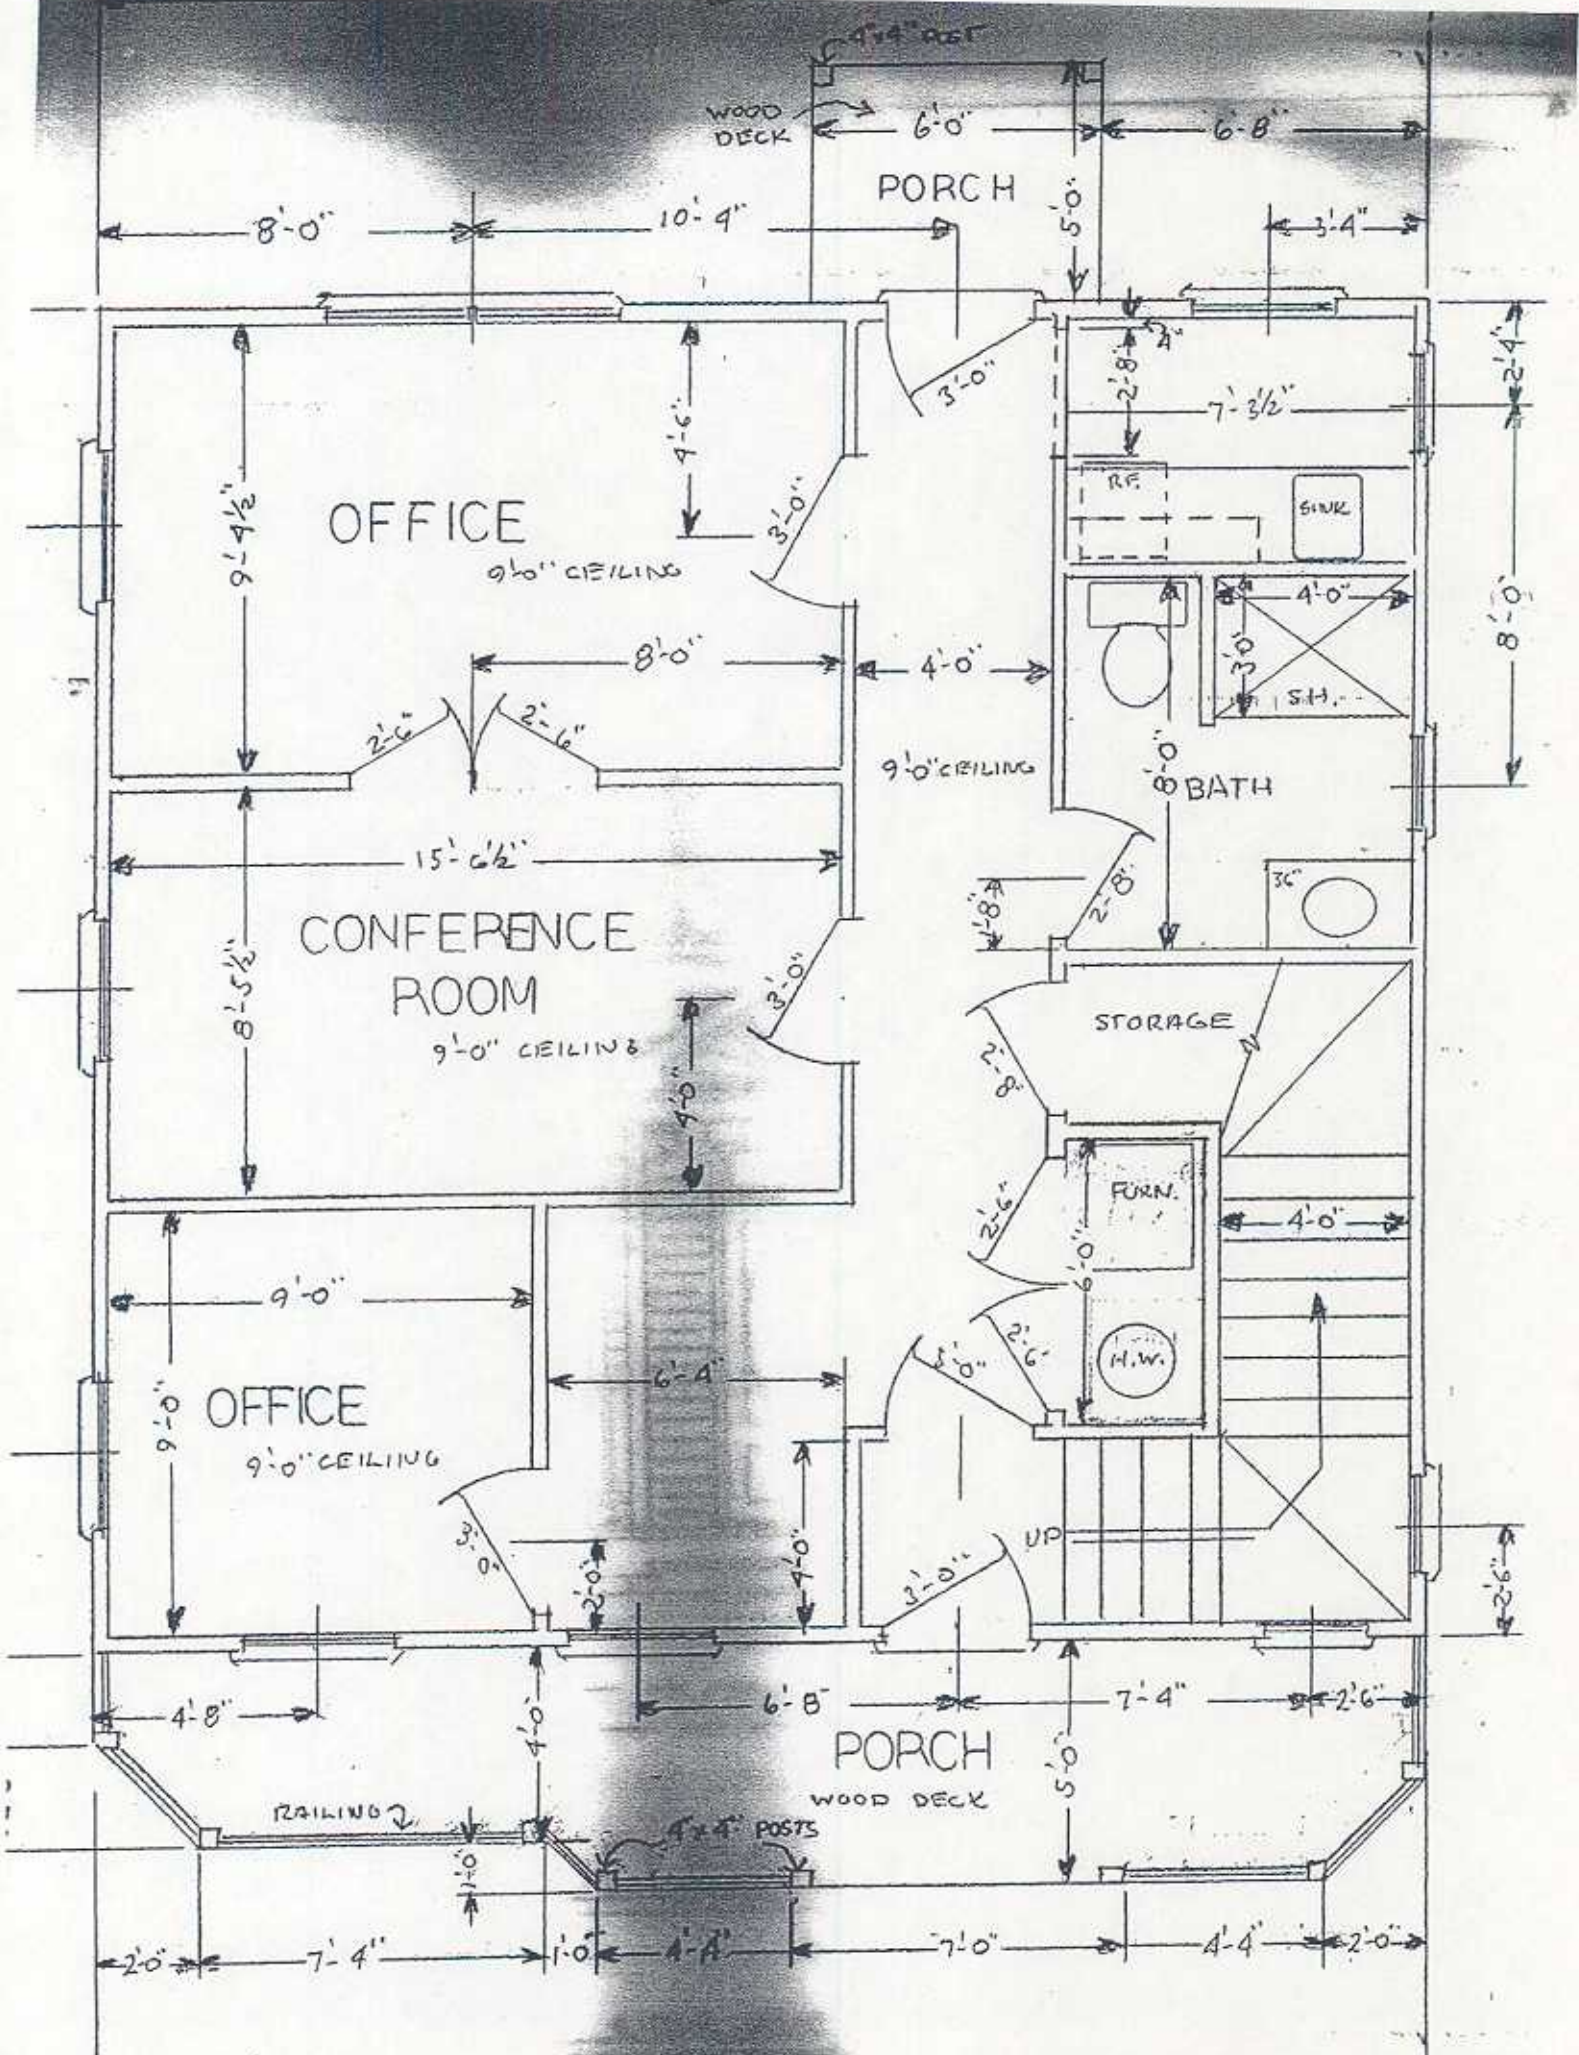 4"x4" POST
WOOD
DECK
6'-0"
6'-8"
PORCH
5'-0"
8'-0"
10'-4"
3'-4"
2'-4"
4"
2'-8"
3'-0"
7'-3½"
4'-6"
9'-4½"
OFFICE
9'-0" CEILING
3'-0"
RF.
SINK
4'-0"
3'-0"
SH.
8'-0"
8'-0"
4'-0"
2'-6"
2'-6"
9'-0" CEILING
8'-0"
BATH
15'-6½"
36"
2'-8"
1'-8"
CONFERENCE
ROOM
9'-0" CEILING
8'-5½"
3'-0"
4'-0"
STORAGE
2'-8"
FURN.
2'-6"
6'-0"
4'-0"
9'-0"
H.W.
2'-6"
3'-0"
6'-4"
9'-0"
OFFICE
9'-0" CEILING
3'-0"
2'-0"
4'-0"
UP
3'-0"
2'-6"
4'-8"
4'-0"
6'-8"
7'-4"
2'-6"
PORCH
WOOD DECK
5'-0"
RAILING
4"x4" POSTS
1'-0"
2'-0"
7'-4"
1'-0"
4'-4"
7'-0"
4'-4"
2'-0"